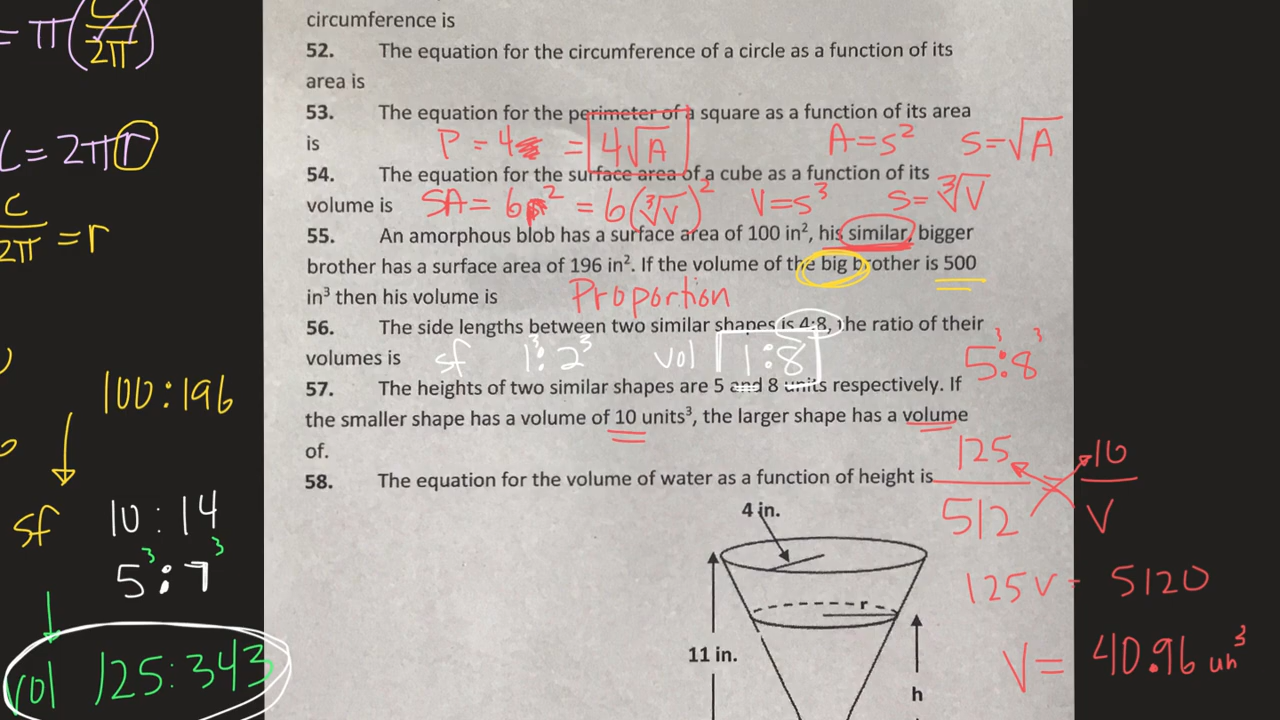 circumference is
= π(C/2π)
52. The equation for the circumference of a circle as a function of its
area is
53. The equation for the perimeter of a square as a function of its area
is P = 4s = 4√A A=s² s=√A
C=2πr
54. The equation for the surface area of a cube as a function of its
volume is SA = 6 ² = 6(∛V)² V=s³ s=∛V
C/2π = r
55. An amorphous blob has a surface area of 100 in², his similar, bigger
brother has a surface area of 196 in². If the volume of the big brother is 500
in³ then his volume is Proportion
56. The side lengths between two similar shapes is 4:8, the ratio of their
volumes is sf 1³:2³ vol 1:8 5³:8³
57. The heights of two similar shapes are 5 and 8 units respectively. If
the smaller shape has a volume of 10 units³, the larger shape has a volume
of.
125/512 10/V
58. The equation for the volume of water as a function of height is
100:196
sf 10:14
5³:7³
vol 125:343
4 in.
r
11 in.
h
125V = 5120
V = 40.96 un³